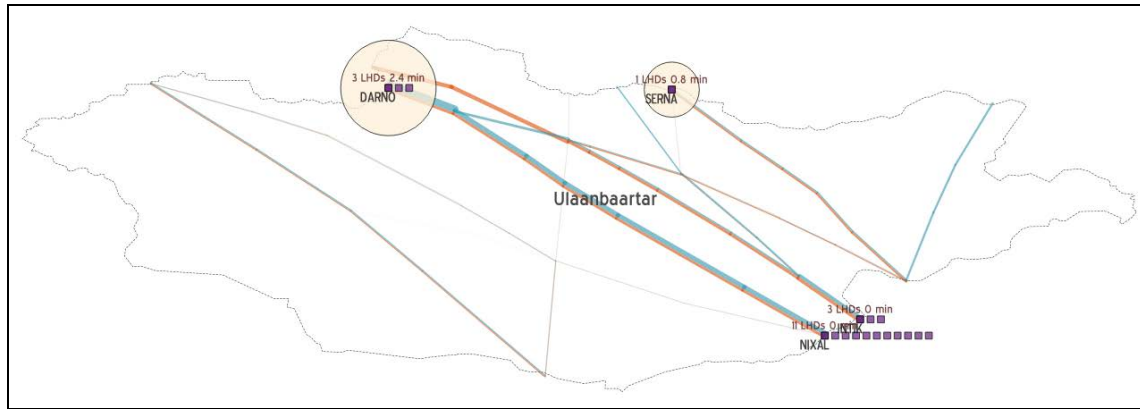 3 LHDs 2.4 min
DARNO
1 LHDs 0.8 min
SERNA
Ulaanbaartar
3 LHDs 0 min
11 LHDs 0
NIXAL